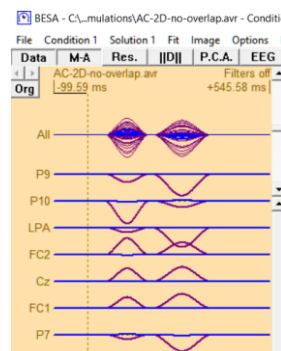 BESA - C:\...mulations\AC-2D-no-overlap.avr - Conditi
File Condition 1 Solution 1 Fit Image Options
Data M-A Res. ||D|| P.C.A. EEG
AC-2D-no-overlap.avr Filters off
Org -99.59 ms +545.58 ms
All
P9
P10
LPA
FC2
Cz
FC1
P7